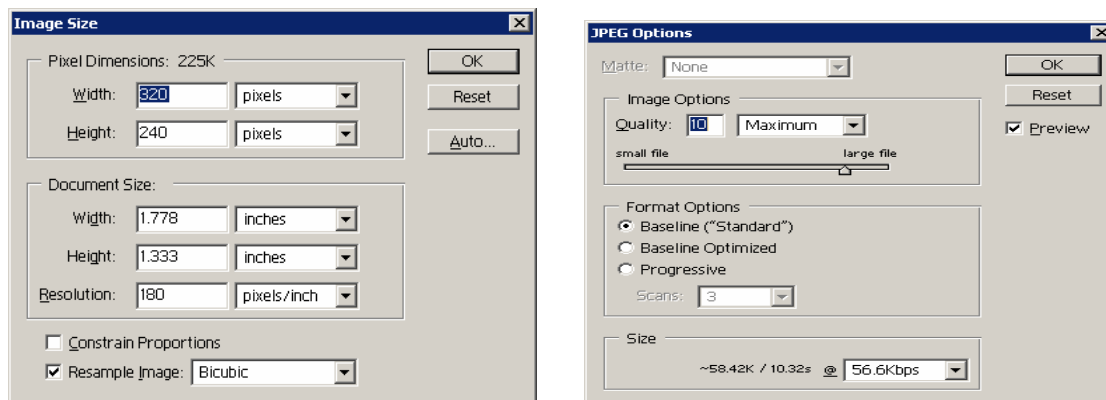 Image Size
Pixel Dimensions: 225K
Width: 320 pixels
Height: 240 pixels
Document Size:
Width: 1.778 inches
Height: 1.333 inches
Resolution: 180 pixels/inch
Constrain Proportions
Resample Image: Bicubic
OK
Reset
Auto...
JPEG Options
Matte: None
Image Options
Quality: 10 Maximum
small file large file
Format Options
Baseline ("Standard")
Baseline Optimized
Progressive
Scans: 3
Size
~58.42K / 10.32s @ 56.6Kbps
OK
Reset
Preview